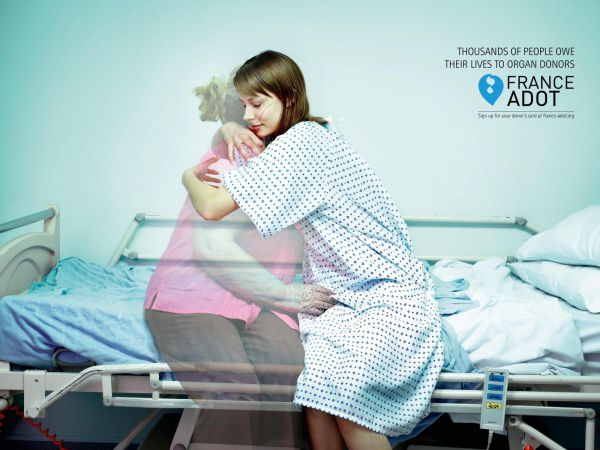 THOUSANDS OF PEOPLE OWE
THEIR LIVES TO ORGAN DONORS
FRANCE
ADOT
Sign up for your donor's card at france-adot.org